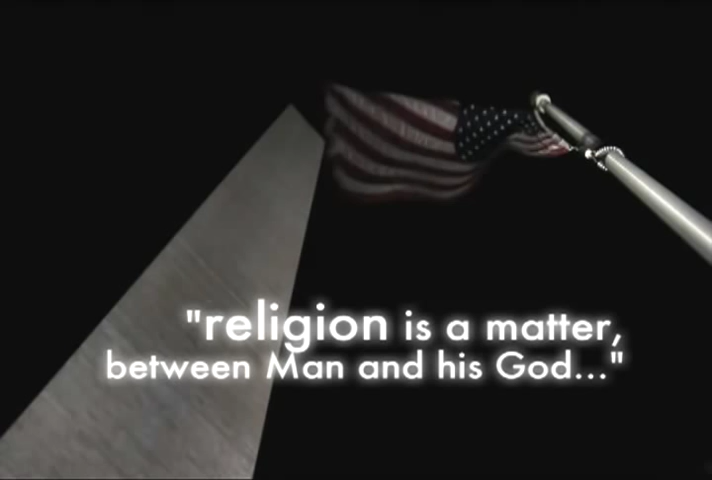 "religion is a matter,
between Man and his God..."